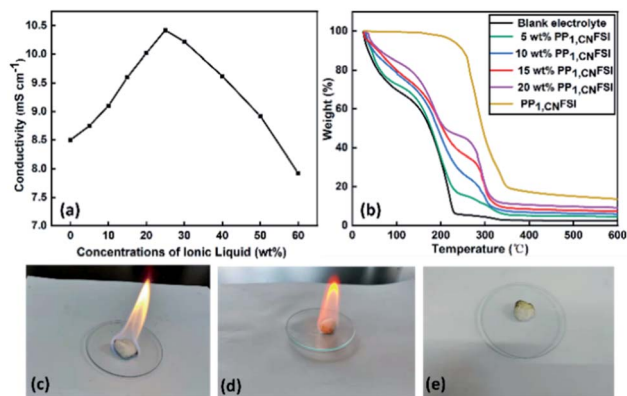 Conductivity (mS cm⁻¹)
10.5
10.0
9.5
9.0
8.5
8.0
7.5
7.0
(a)
0 10 20 30 40 50 60
Concentrations of Ionic Liquid (wt%)
Weight (%)
100
80
60
40
20
0
Blank electrolyte
5 wt% PP₁,CNFSI
10 wt% PP₁,CNFSI
15 wt% PP₁,CNFSI
20 wt% PP₁,CNFSI
PP₁,CNFSI
(b)
0 100 200 300 400 500 600
Temperature (℃)
(c)
(d)
(e)